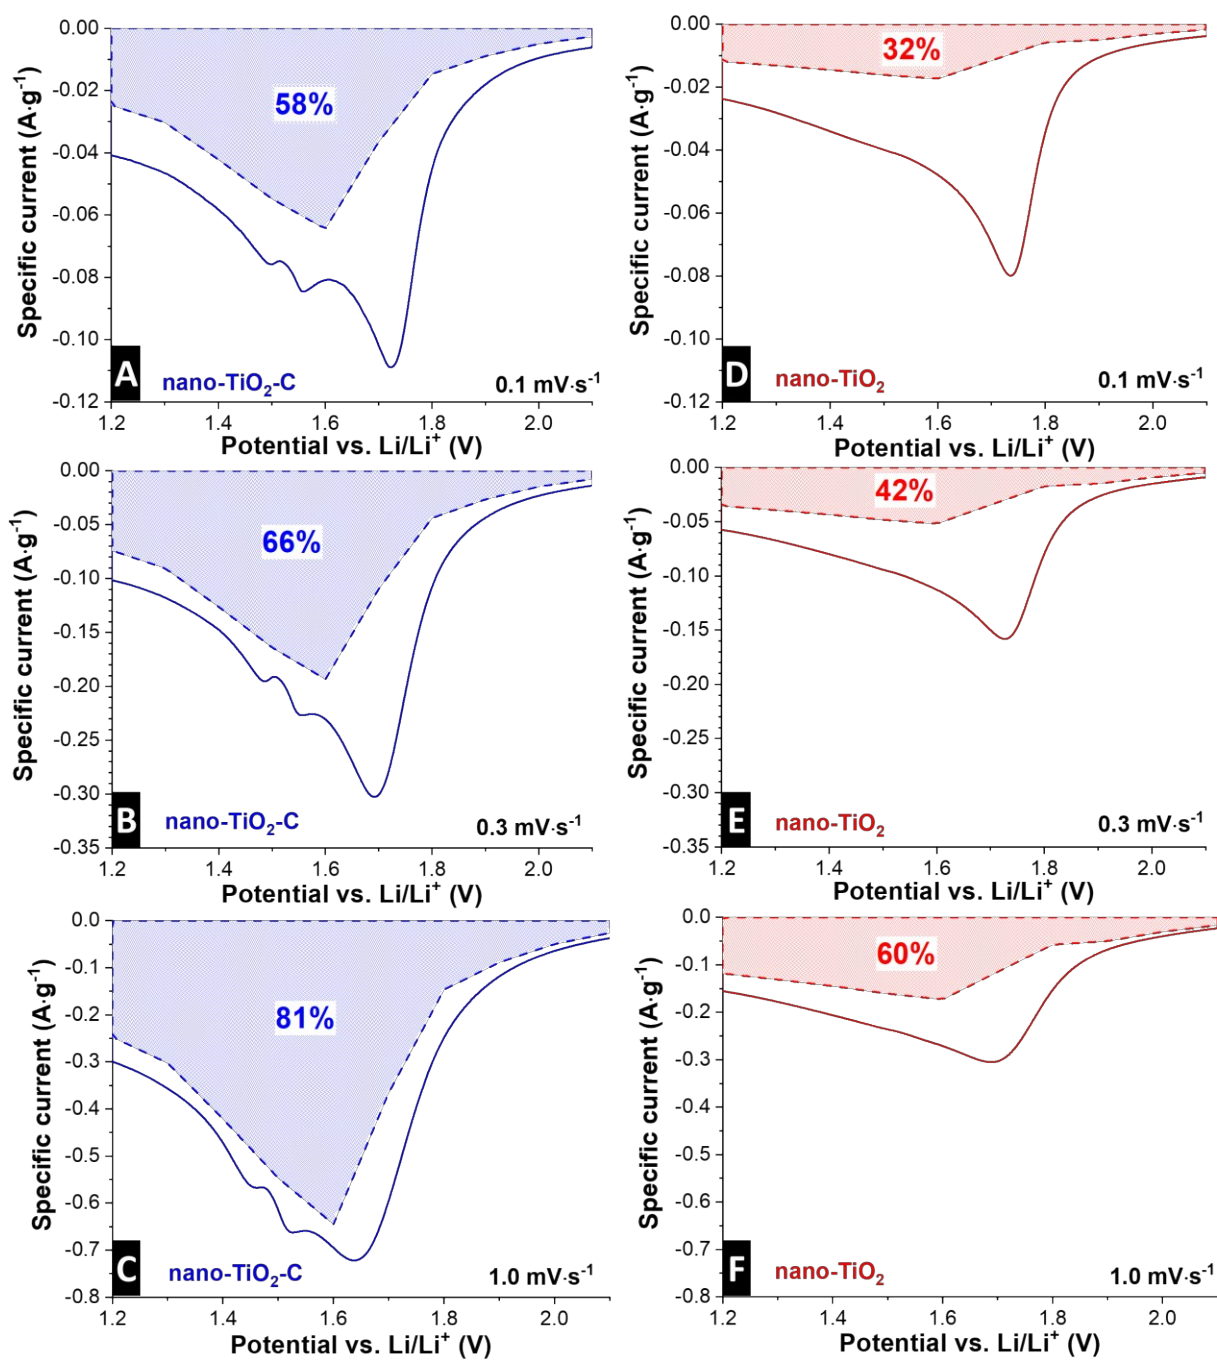 0.00
-0.02
-0.04
-0.06
-0.08
-0.10
-0.12
Specific current (A·g⁻¹)
58%
A
nano-TiO₂-C
0.1 mV·s⁻¹
1.2 1.4 1.6 1.8 2.0
Potential vs. Li/Li⁺ (V)
0.00
-0.02
-0.04
-0.06
-0.08
-0.10
-0.12
Specific current (A·g⁻¹)
32%
D
nano-TiO₂
0.1 mV·s⁻¹
1.2 1.4 1.6 1.8 2.0
Potential vs. Li/Li⁺ (V)
0.00
-0.05
-0.10
-0.15
-0.20
-0.25
-0.30
-0.35
Specific current (A·g⁻¹)
66%
B
nano-TiO₂-C
0.3 mV·s⁻¹
1.2 1.4 1.6 1.8 2.0
Potential vs. Li/Li⁺ (V)
0.00
-0.05
-0.10
-0.15
-0.20
-0.25
-0.30
-0.35
Specific current (A·g⁻¹)
42%
E
nano-TiO₂
0.3 mV·s⁻¹
1.2 1.4 1.6 1.8 2.0
Potential vs. Li/Li⁺ (V)
0.0
-0.1
-0.2
-0.3
-0.4
-0.5
-0.6
-0.7
-0.8
Specific current (A·g⁻¹)
81%
C
nano-TiO₂-C
1.0 mV·s⁻¹
1.2 1.4 1.6 1.8 2.0
Potential vs. Li/Li⁺ (V)
0.0
-0.1
-0.2
-0.3
-0.4
-0.5
-0.6
-0.7
-0.8
Specific current (A·g⁻¹)
60%
F
nano-TiO₂
1.0 mV·s⁻¹
1.2 1.4 1.6 1.8 2.0
Potential vs. Li/Li⁺ (V)